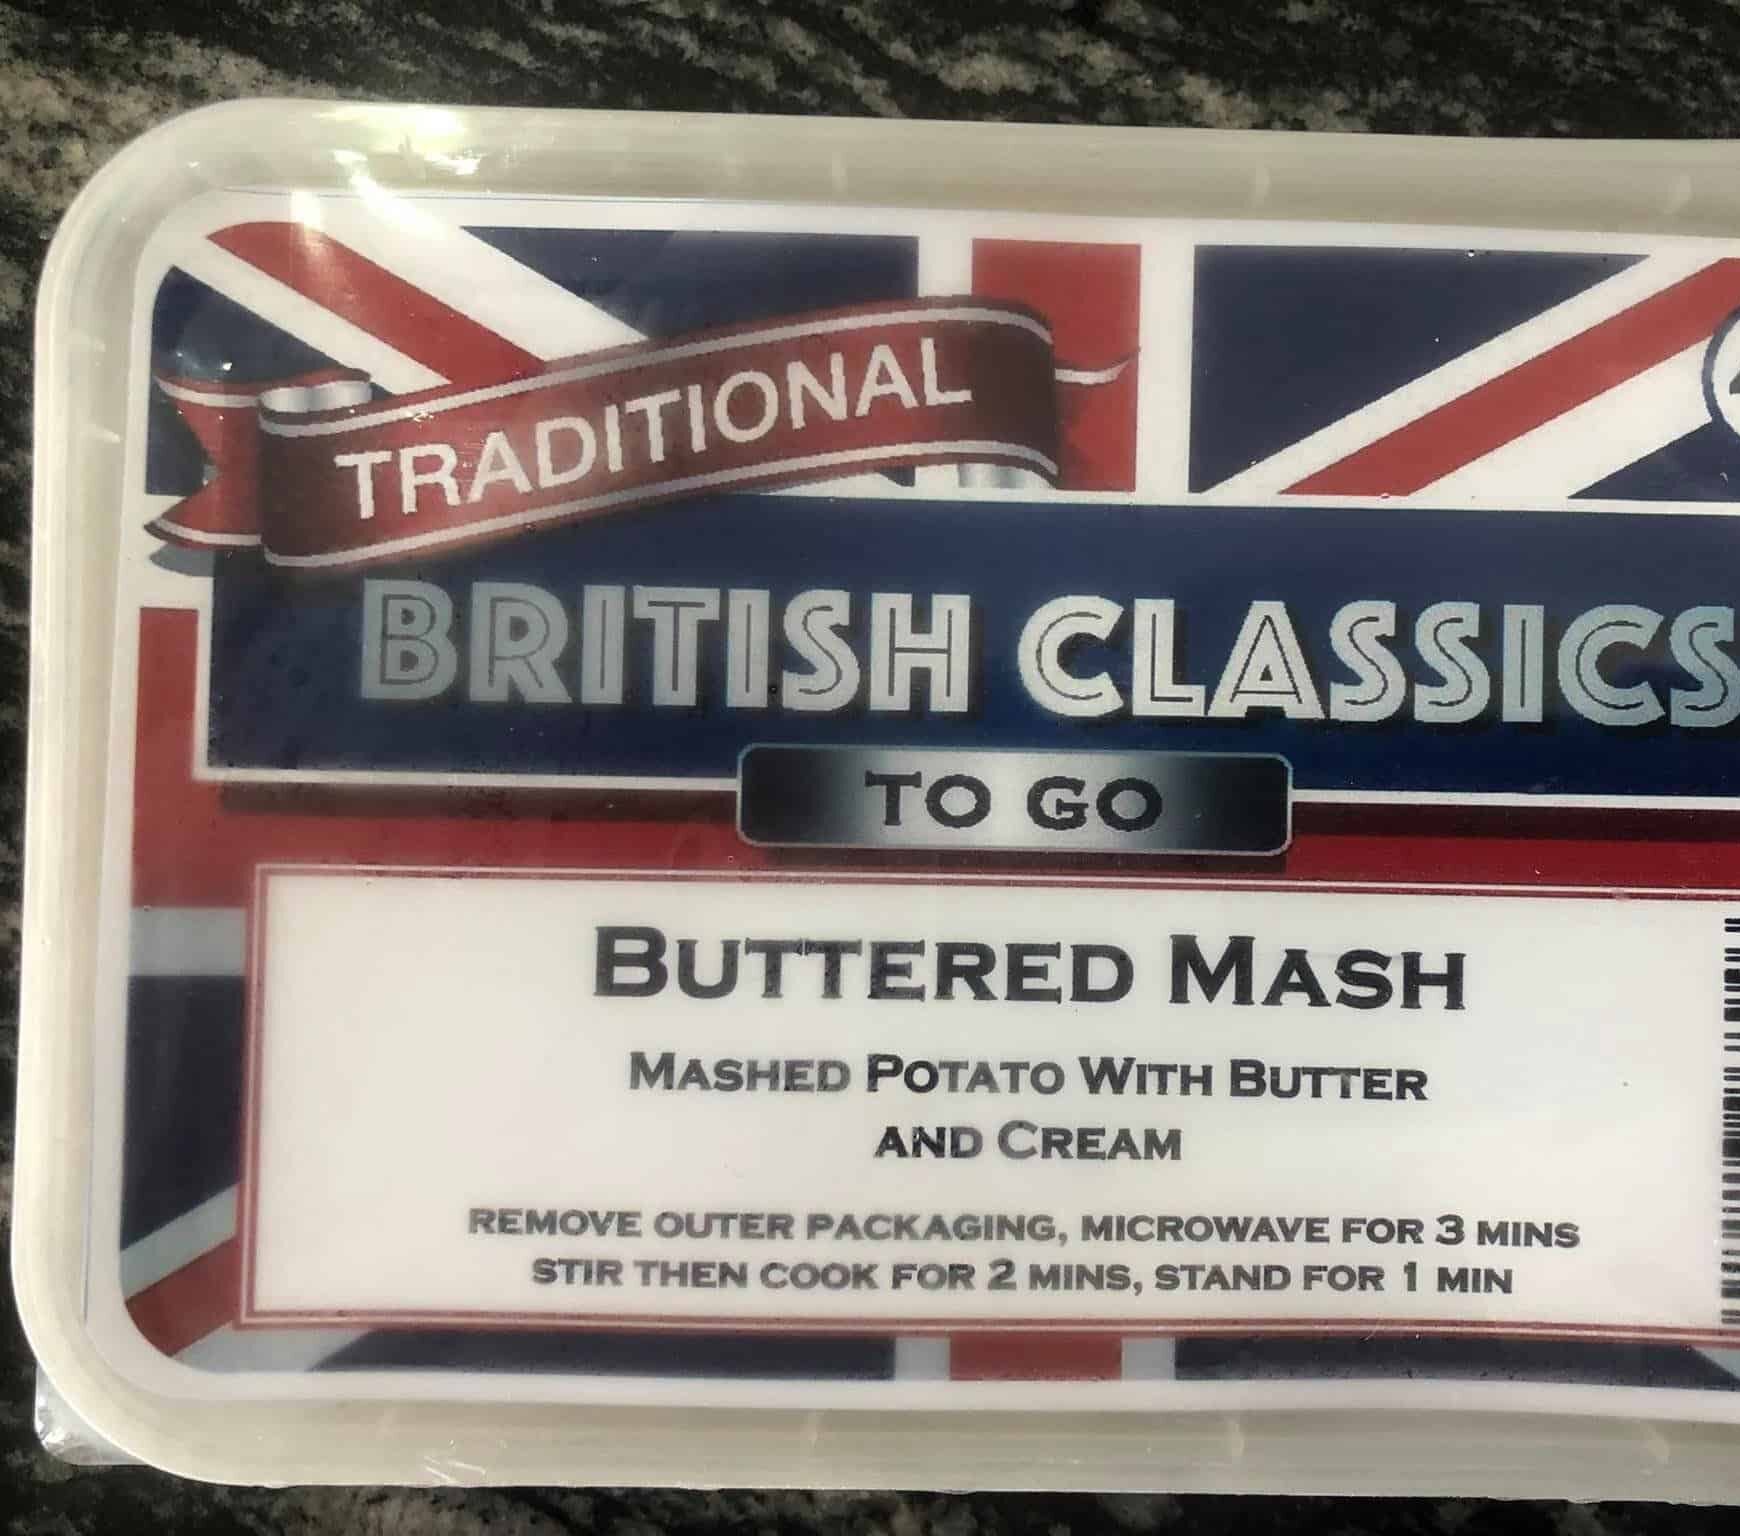 TRADITIONAL
BRITISH CLASSICS
TO GO
BUTTERED MASH
MASHED POTATO WITH BUTTER
AND CREAM
REMOVE OUTER PACKAGING, MICROWAVE FOR 3 MINS
STIR THEN COOK FOR 2 MINS, STAND FOR 1 MIN